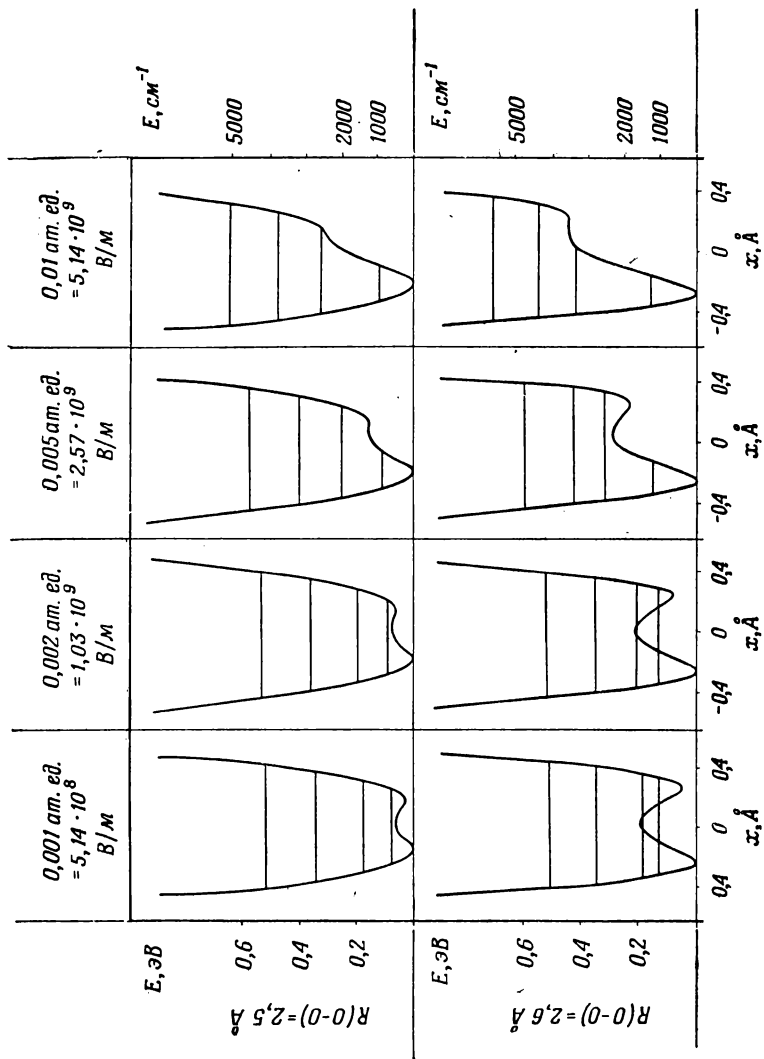 0,001 ат. ед.
= 5,14 · 10⁸
В/м
0,002 ат. ед.
= 1,03 · 10⁹
В/м
0,005 ат. ед.
= 2,57 · 10⁹
В/м
0,01 ат. ед.
= 5,14 · 10⁹
В/м
R(O-O)=2,5 Å
E, эВ
0,6
0,4
0,2
E, см⁻¹
5000
2000
1000
R(O-O)=2,6 Å
E, эВ
0,6
0,4
0,2
E, см⁻¹
5000
2000
1000
0,4 0 0,4
x, Å
-0,4 0 0,4
x, Å
-0,4 0 0,4
x, Å
-0,4 0 0,4
x, Å